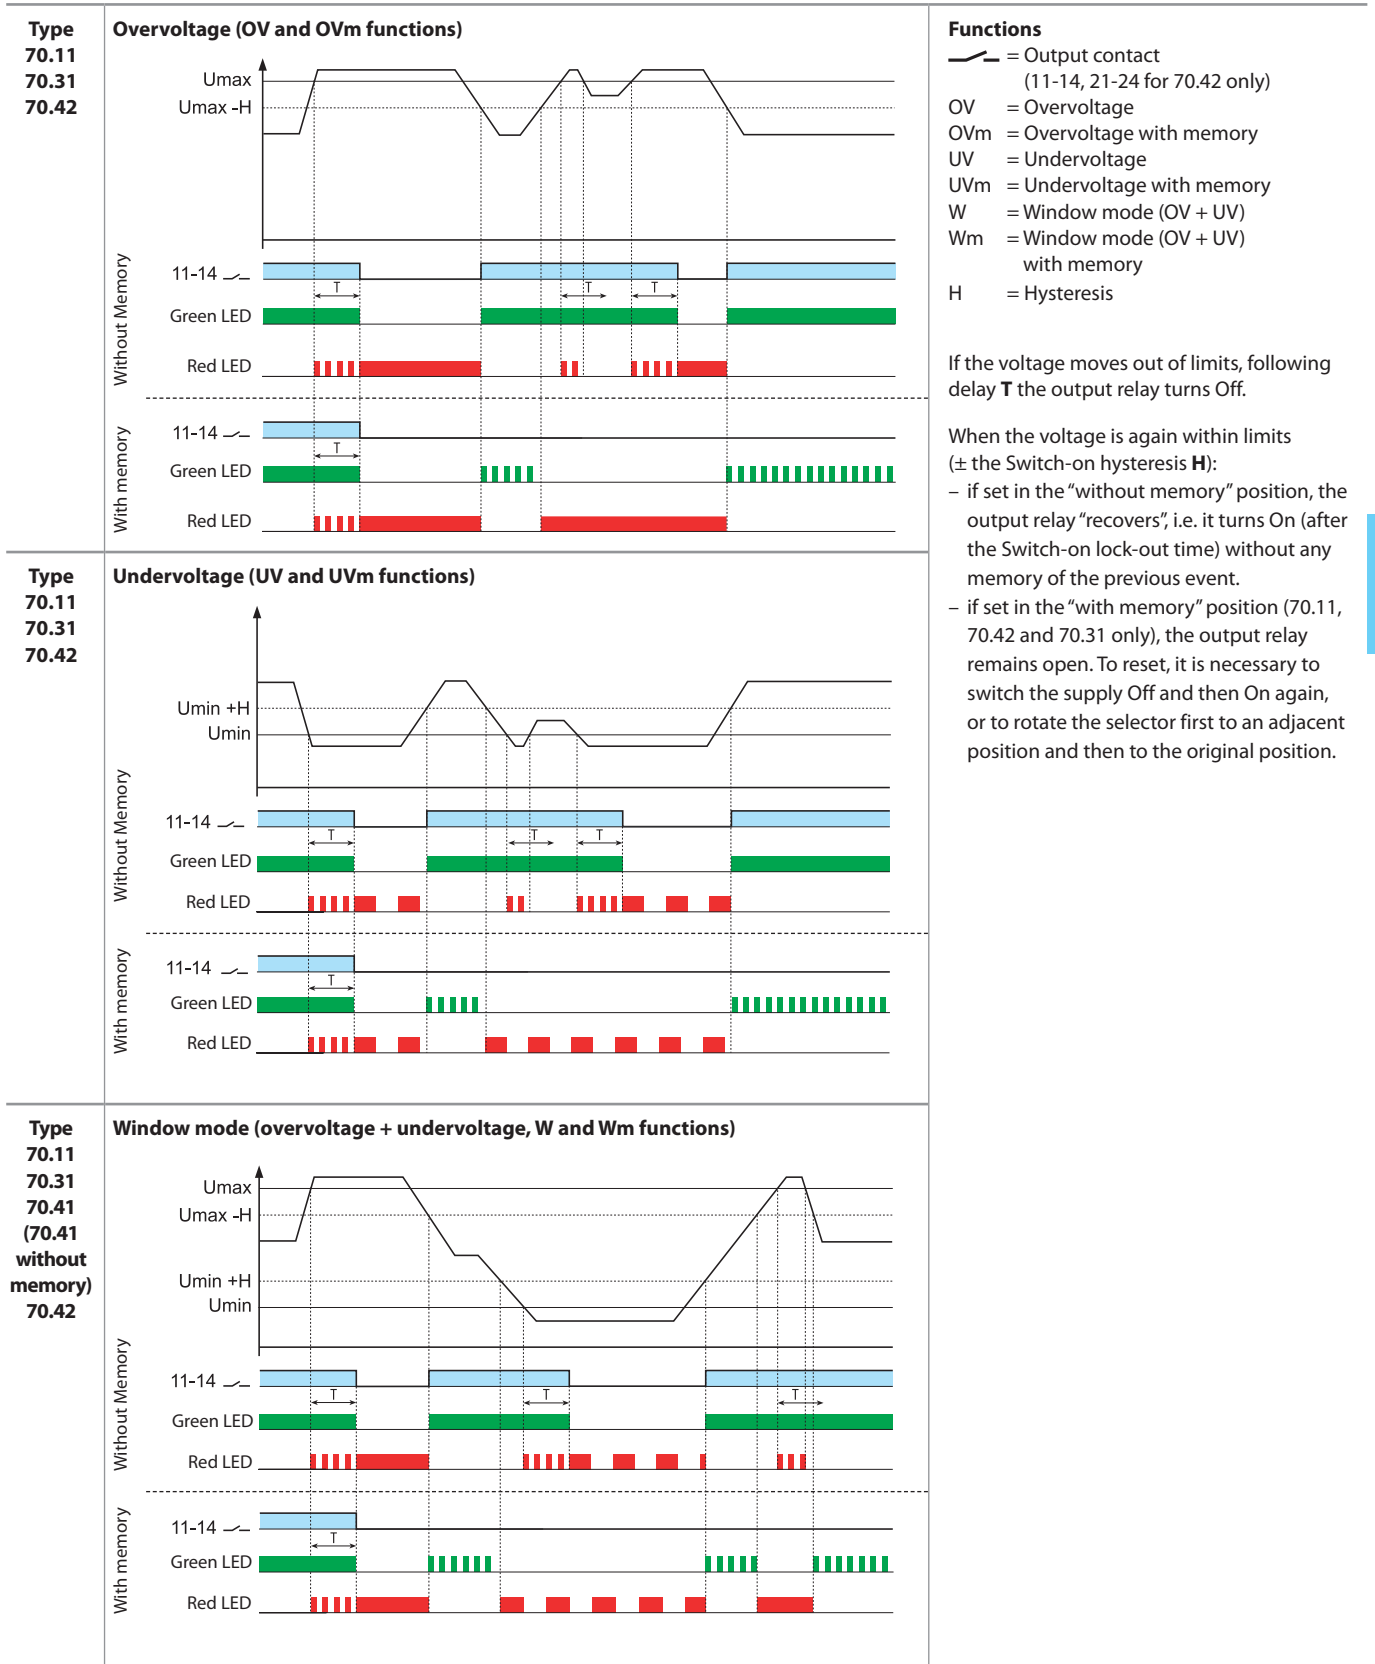 Type
70.11
70.31
70.42
Overvoltage (OV and OVm functions)
Umax
Umax -H
Without Memory
11-14
T
T
T
Green LED
Red LED
With memory
11-14
T
Green LED
Red LED
Type
70.11
70.31
70.42
Undervoltage (UV and UVm functions)
Umin +H
Umin
Without Memory
11-14
T
T
T
Green LED
Red LED
With memory
11-14
T
Green LED
Red LED
Type
70.11
70.31
70.41
(70.41
without
memory)
70.42
Window mode (overvoltage + undervoltage, W and Wm functions)
Umax
Umax -H
Umin +H
Umin
Without Memory
11-14
T
T
T
Green LED
Red LED
With memory
11-14
T
Green LED
Red LED
Functions
= Output contact
(11-14, 21-24 for 70.42 only)
OV = Overvoltage
OVm = Overvoltage with memory
UV = Undervoltage
UVm = Undervoltage with memory
W = Window mode (OV + UV)
Wm = Window mode (OV + UV)
with memory
H = Hysteresis
If the voltage moves out of limits, following
delay T the output relay turns Off.
When the voltage is again within limits
(± the Switch-on hysteresis H):
– if set in the “without memory” position, the
output relay “recovers”, i.e. it turns On (after
the Switch-on lock-out time) without any
memory of the previous event.
– if set in the “with memory” position (70.11,
70.42 and 70.31 only), the output relay
remains open. To reset, it is necessary to
switch the supply Off and then On again,
or to rotate the selector first to an adjacent
position and then to the original position.